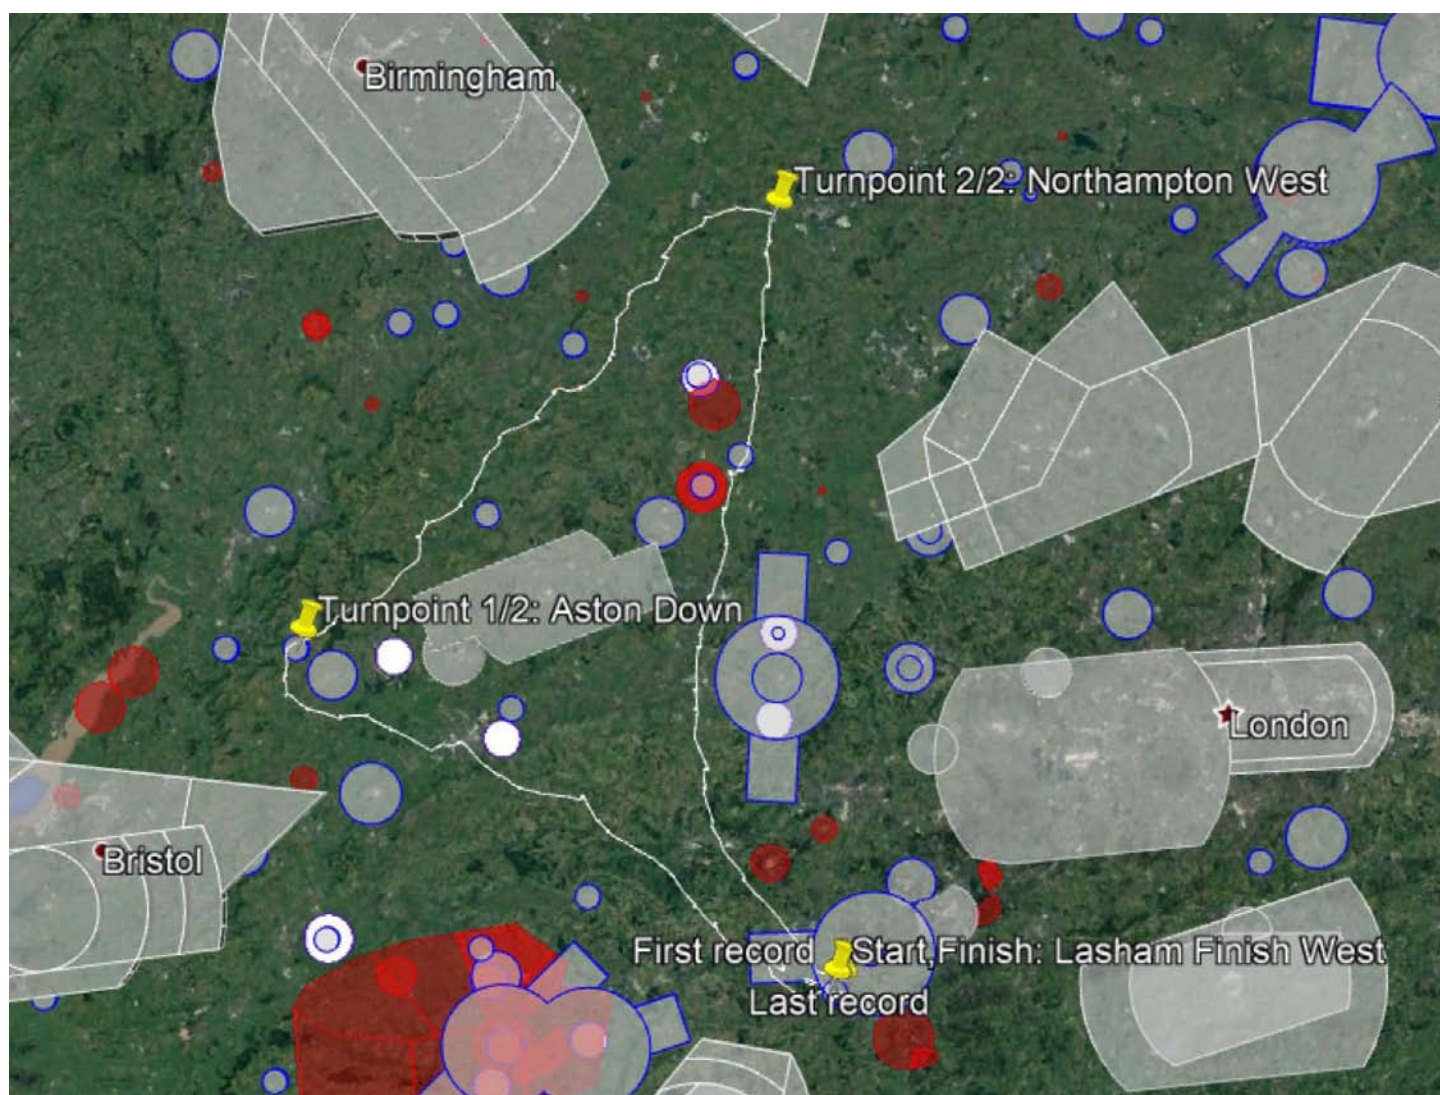 Birmingham
Turnpoint 2/2: Northampton West
Turnpoint 1/2: Aston Down
London
Bristol
First record
Start,Finish: Lasham Finish West
Last record